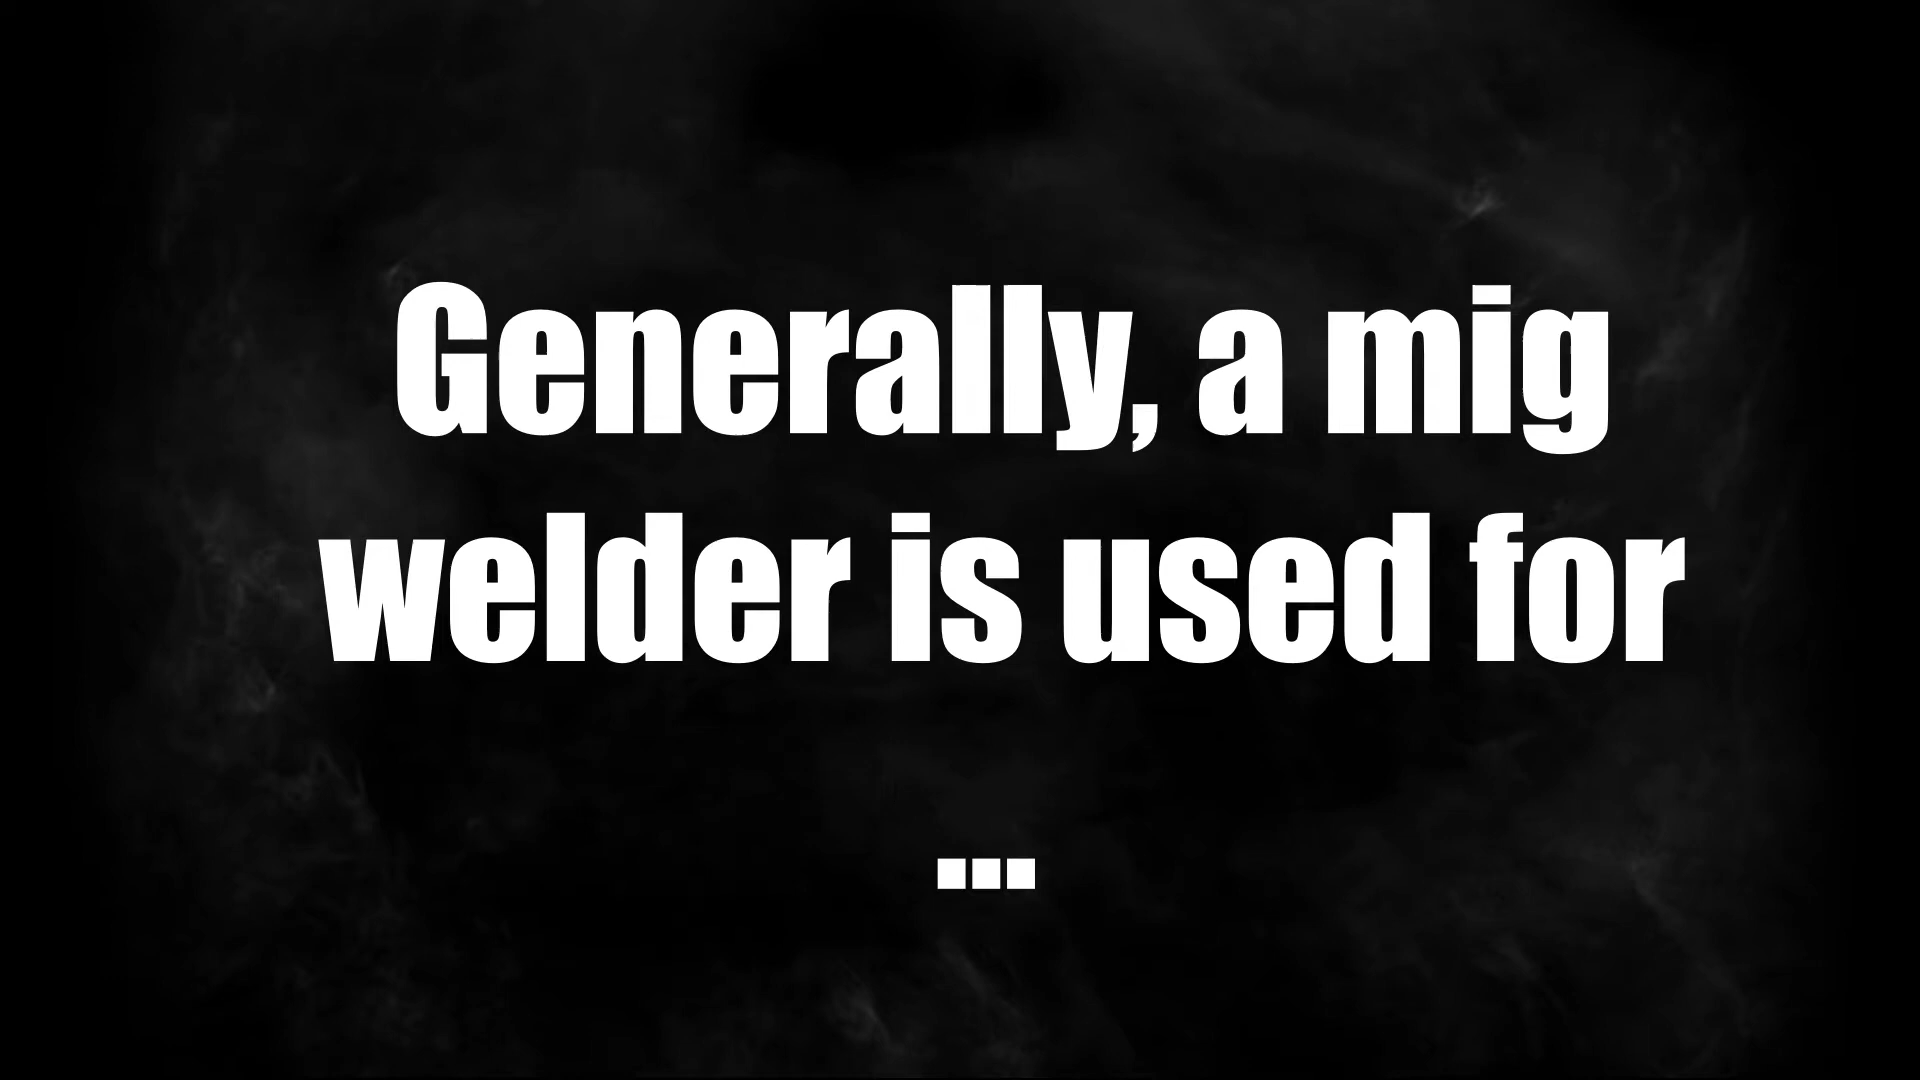 Generally, a mig
welder is used for
...